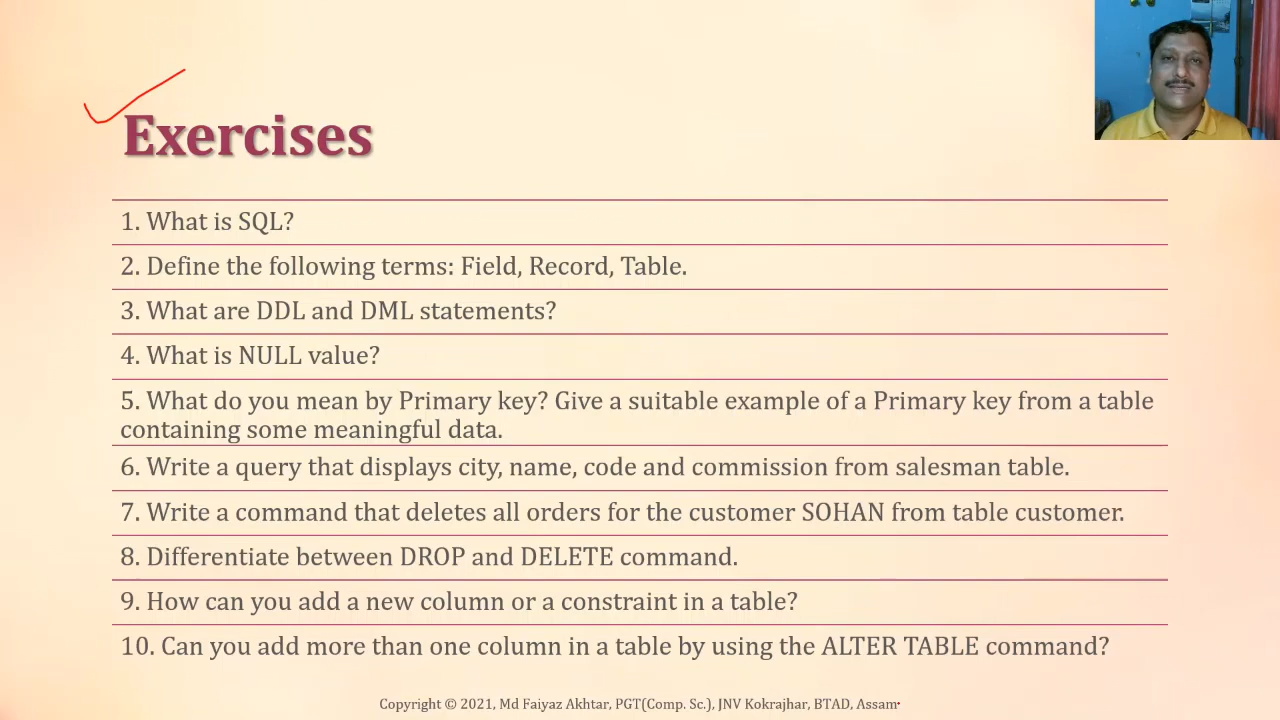 Exercises
1. What is SQL?
2. Define the following terms: Field, Record, Table.
3. What are DDL and DML statements?
4. What is NULL value?
5. What do you mean by Primary key? Give a suitable example of a Primary key from a table
containing some meaningful data.
6. Write a query that displays city, name, code and commission from salesman table.
7. Write a command that deletes all orders for the customer SOHAN from table customer.
8. Differentiate between DROP and DELETE command.
9. How can you add a new column or a constraint in a table?
10. Can you add more than one column in a table by using the ALTER TABLE command?
Copyright © 2021, Md Faiyaz Akhtar, PGT(Comp. Sc.), JNV Kokrajhar, BTAD, Assam